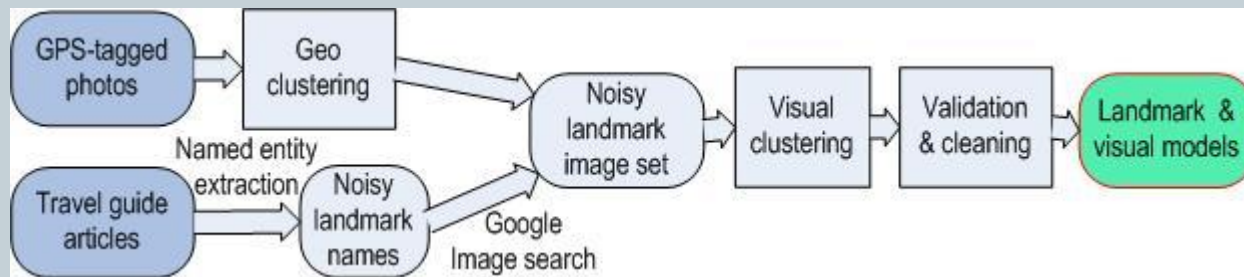 GPS-tagged
photos
Geo
clustering
Named entity
extraction
Travel guide
articles
Noisy
landmark
names
Google
Image search
Noisy
landmark
image set
Visual
clustering
Validation
& cleaning
Landmark &
visual models